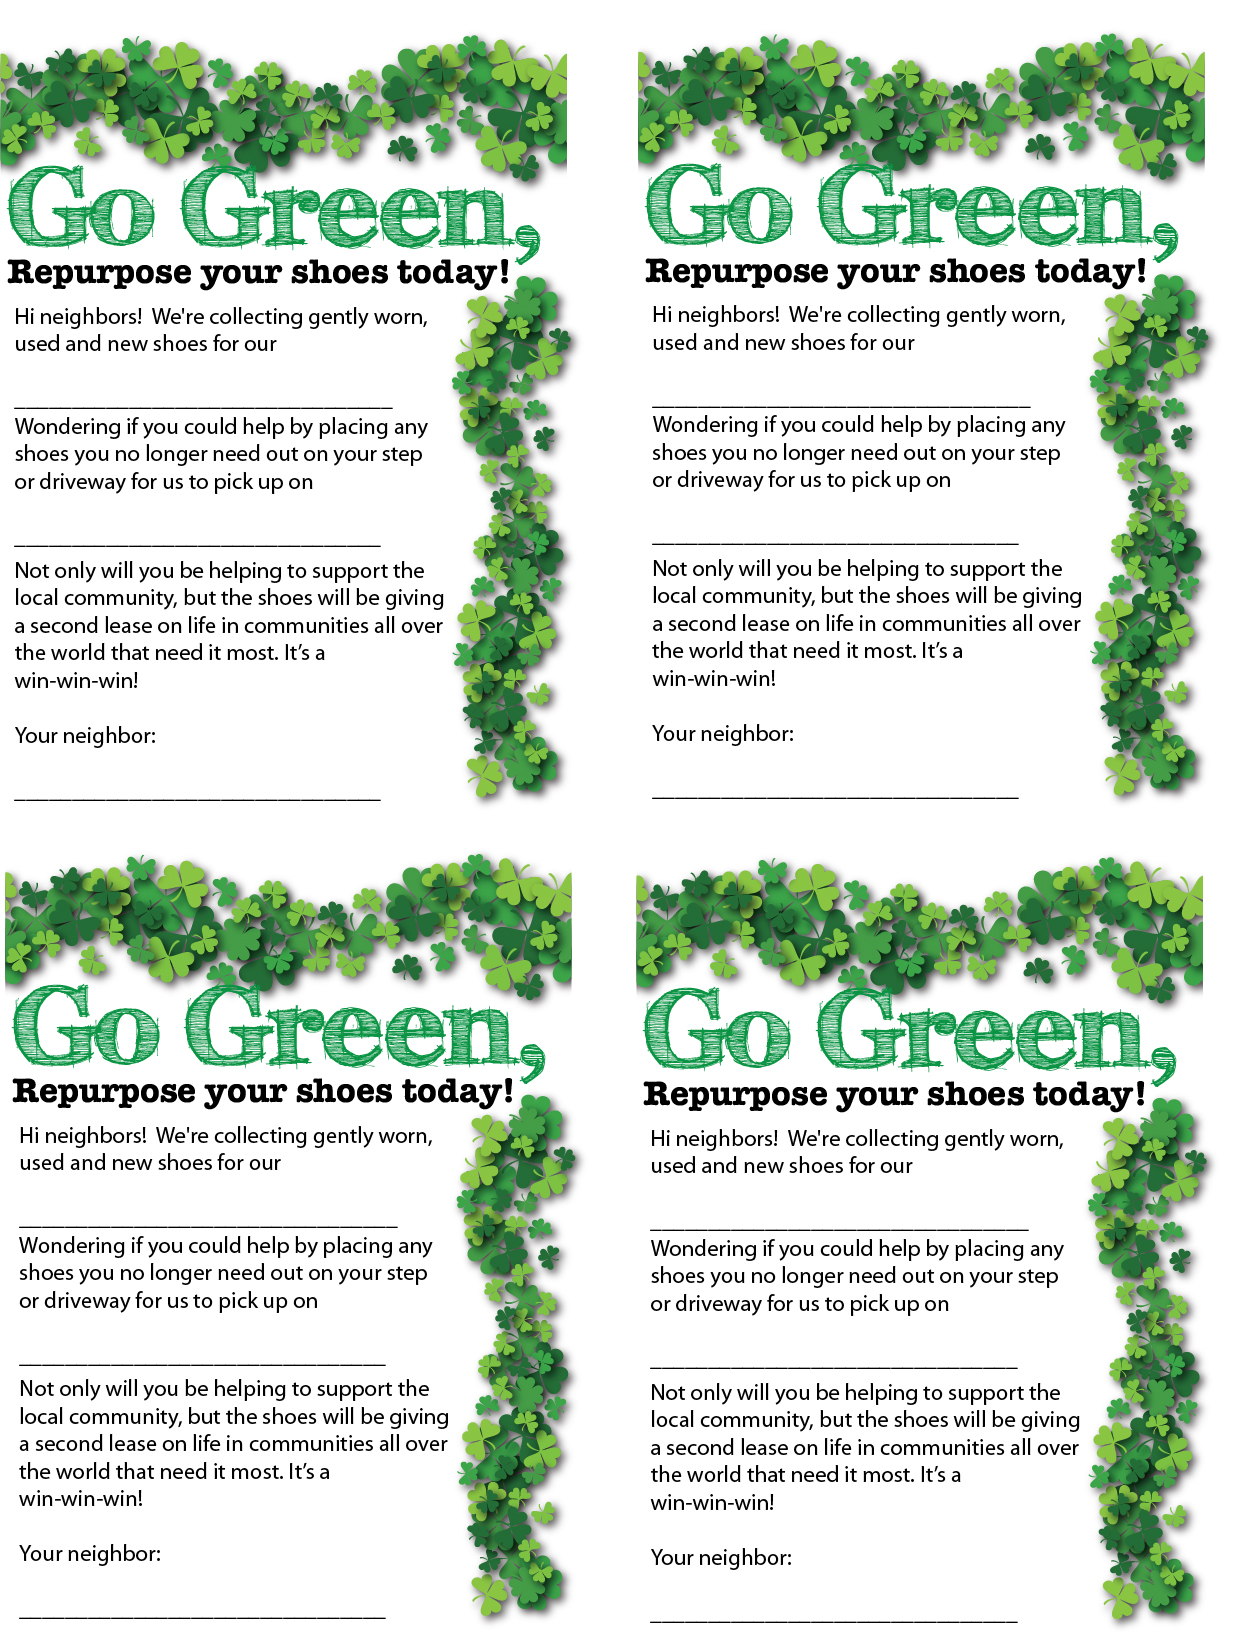 Go Green,
Repurpose your shoes today!
Hi neighbors!  We're collecting gently worn,
used and new shoes for our
_________________________________
Wondering if you could help by placing any
shoes you no longer need out on your step
or driveway for us to pick up on
________________________________
Not only will you be helping to support the
local community, but the shoes will be giving
a second lease on life in communities all over
the world that need it most. It’s a
win-win-win!
Your neighbor:
________________________________
Go Green,
Repurpose your shoes today!
Hi neighbors!  We're collecting gently worn,
used and new shoes for our
_________________________________
Wondering if you could help by placing any
shoes you no longer need out on your step
or driveway for us to pick up on
________________________________
Not only will you be helping to support the
local community, but the shoes will be giving
a second lease on life in communities all over
the world that need it most. It’s a
win-win-win!
Your neighbor:
________________________________
Go Green,
Repurpose your shoes today!
Hi neighbors!  We're collecting gently worn,
used and new shoes for our
_________________________________
Wondering if you could help by placing any
shoes you no longer need out on your step
or driveway for us to pick up on
________________________________
Not only will you be helping to support the
local community, but the shoes will be giving
a second lease on life in communities all over
the world that need it most. It’s a
win-win-win!
Your neighbor:
________________________________
Go Green,
Repurpose your shoes today!
Hi neighbors!  We're collecting gently worn,
used and new shoes for our
_________________________________
Wondering if you could help by placing any
shoes you no longer need out on your step
or driveway for us to pick up on
________________________________
Not only will you be helping to support the
local community, but the shoes will be giving
a second lease on life in communities all over
the world that need it most. It’s a
win-win-win!
Your neighbor:
________________________________